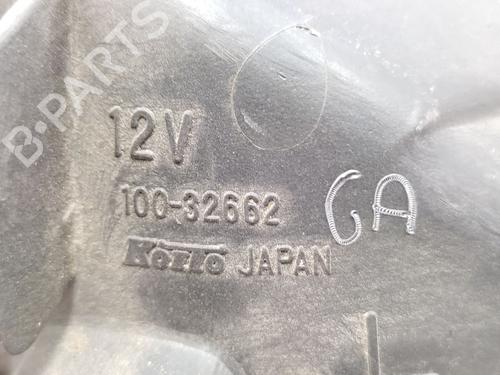 B-PARTS
12V
100-32662
GA
Koito JAPAN